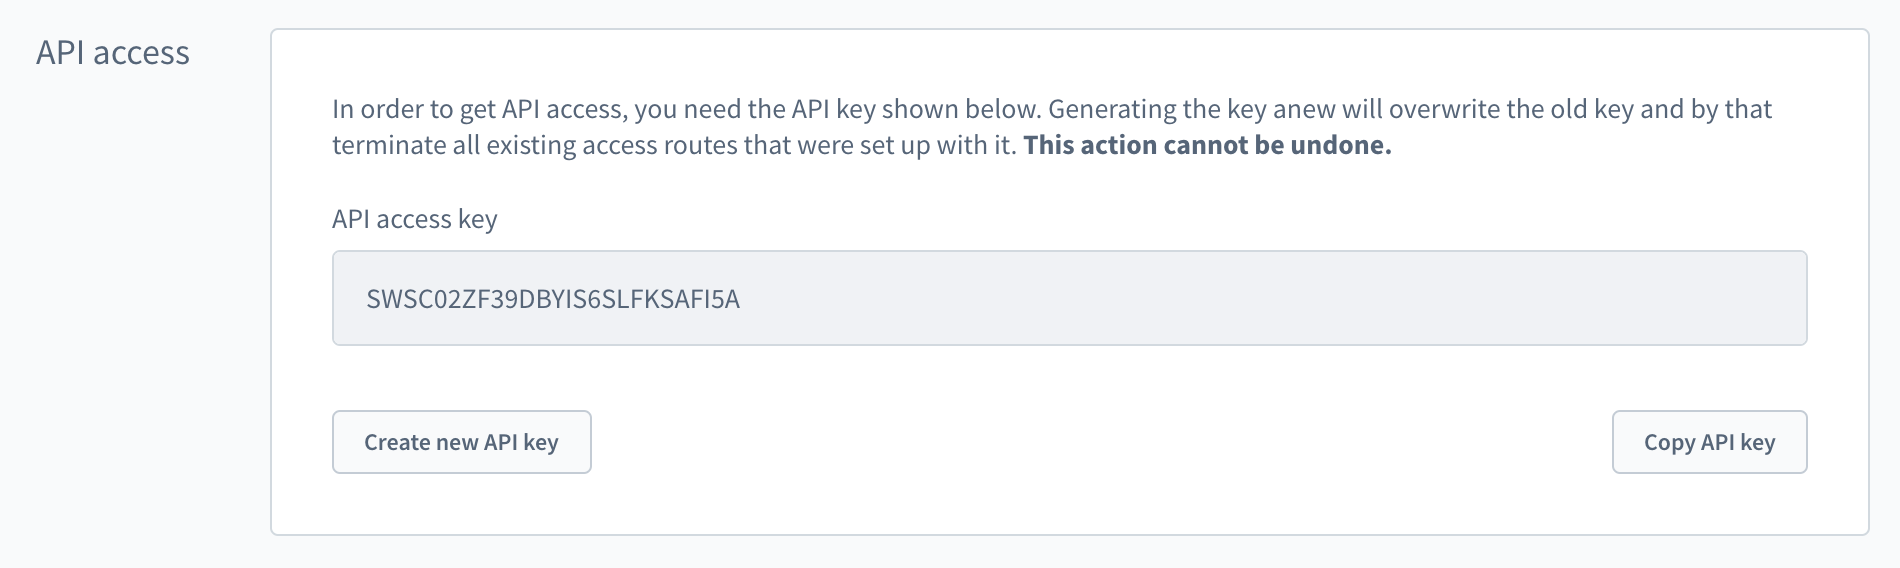 API access
In order to get API access, you need the API key shown below. Generating the key anew will overwrite the old key and by that
terminate all existing access routes that were set up with it. This action cannot be undone.
API access key
SWSC02ZF39DBYIS6SLFKSAFI5A
Create new API key
Copy API key